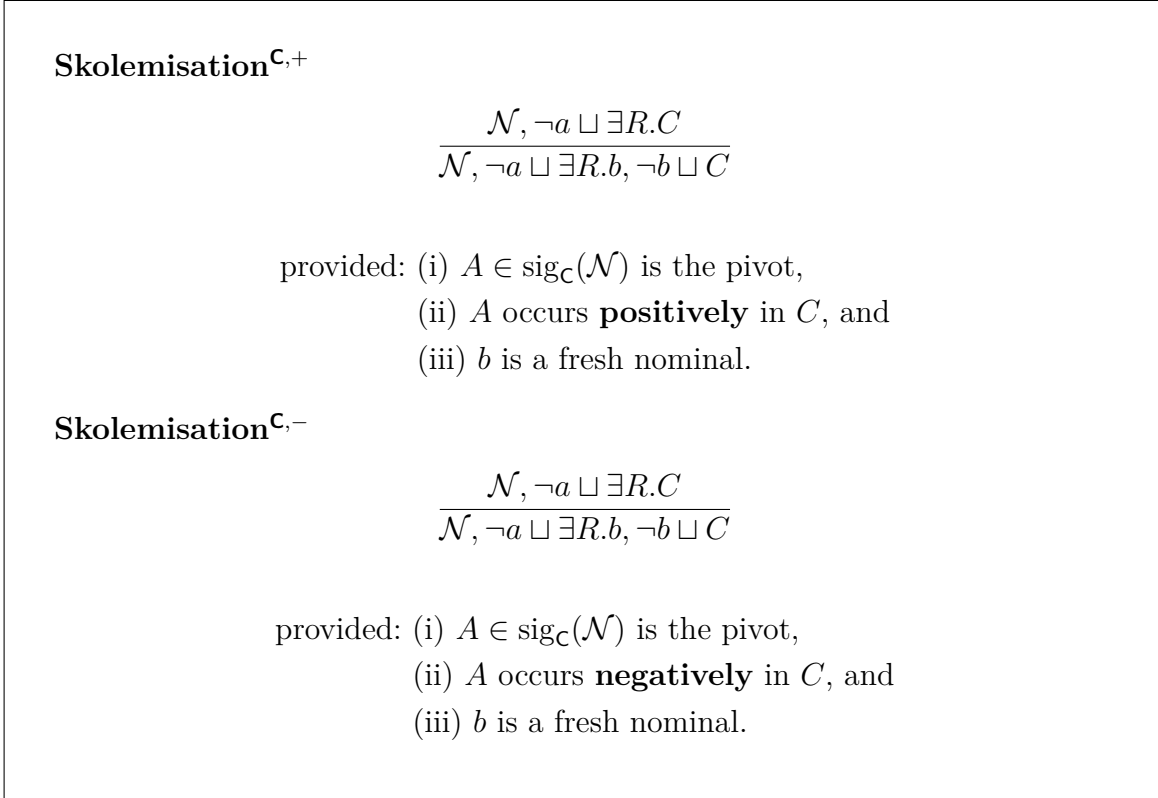 Skolemisation^{C,+}
𝒩, ¬a ⊔ ∃R.C
𝒩, ¬a ⊔ ∃R.b, ¬b ⊔ C
provided: (i) A ∈ sig_C(𝒩) is the pivot,
(ii) A occurs positively in C, and
(iii) b is a fresh nominal.
Skolemisation^{C,−}
𝒩, ¬a ⊔ ∃R.C
𝒩, ¬a ⊔ ∃R.b, ¬b ⊔ C
provided: (i) A ∈ sig_C(𝒩) is the pivot,
(ii) A occurs negatively in C, and
(iii) b is a fresh nominal.